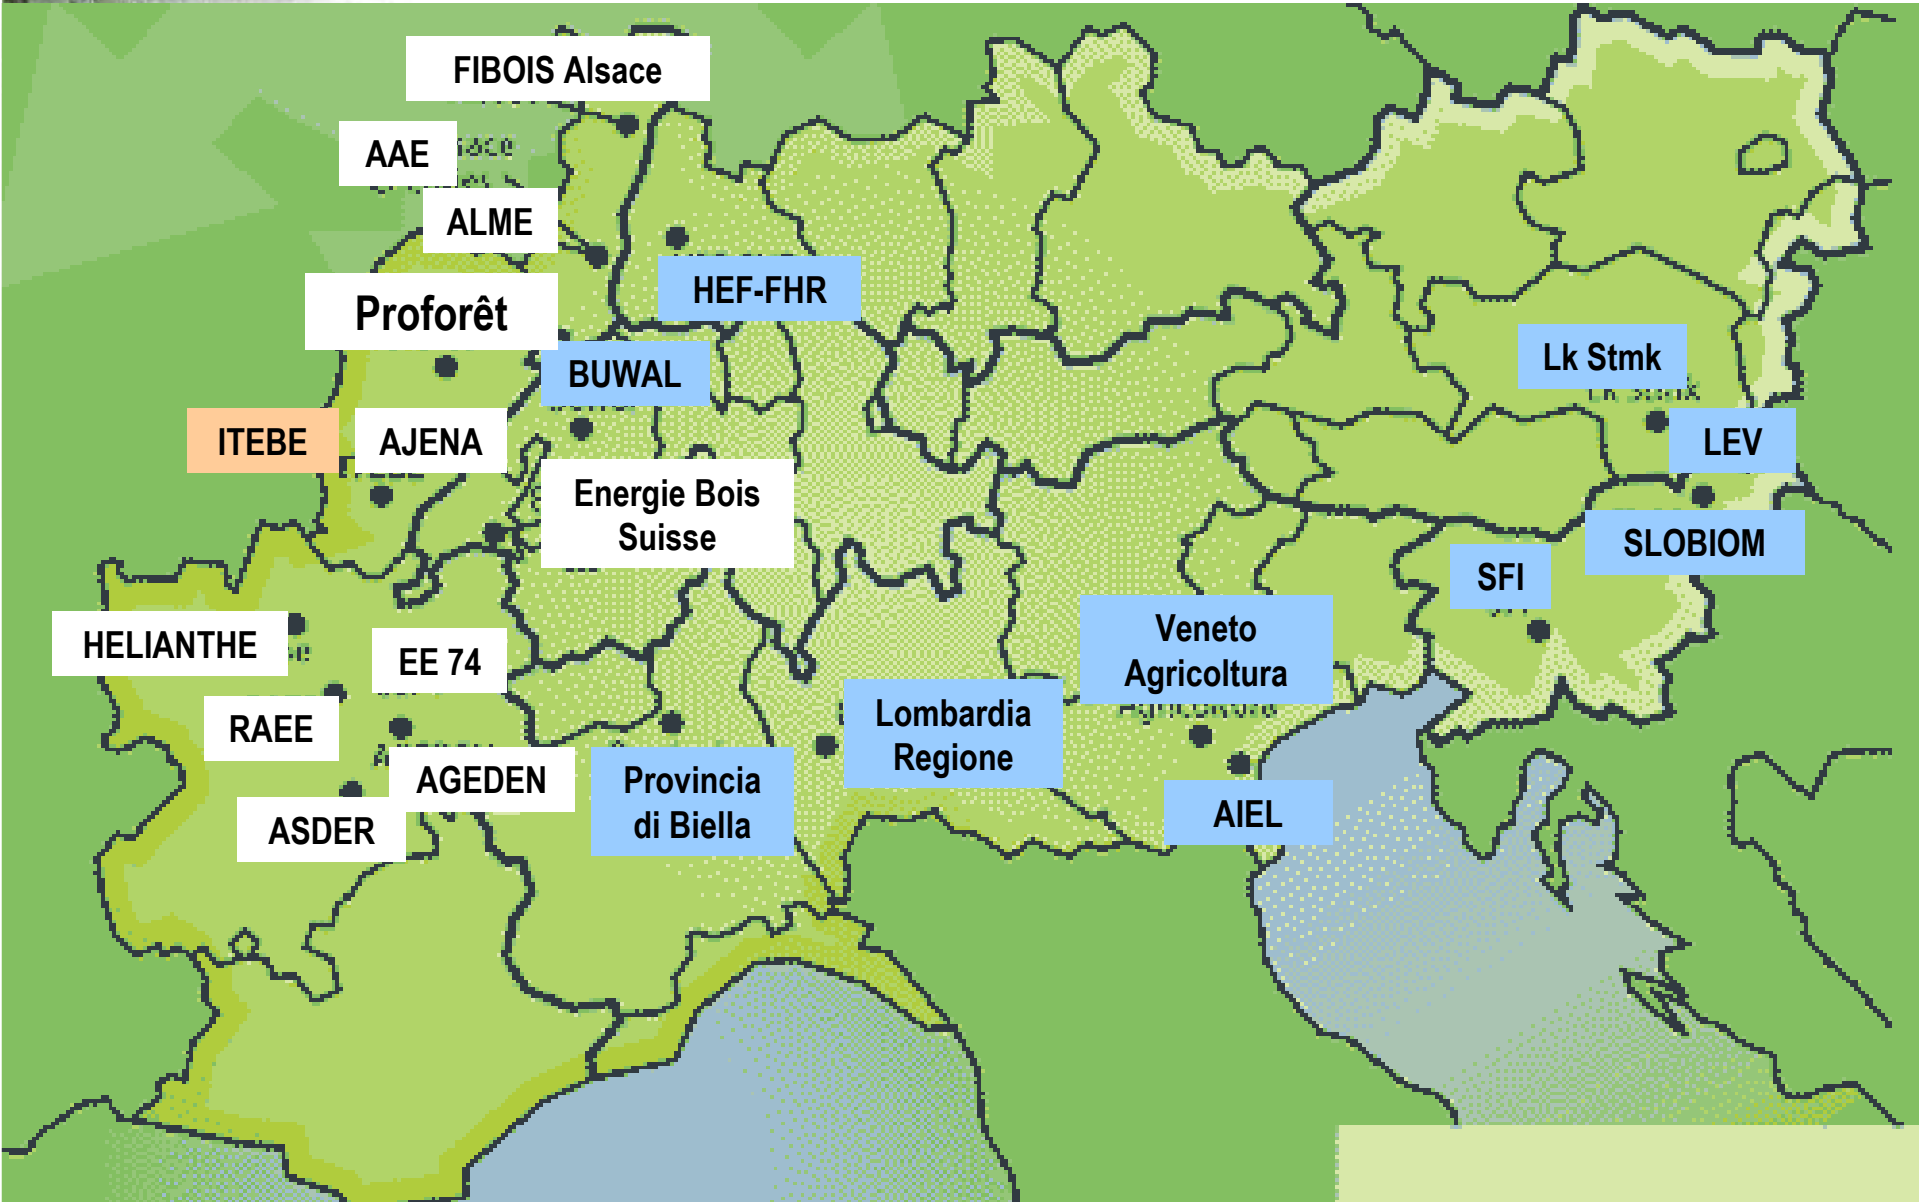 FIBOIS Alsace
AAE
ALME
HEF-FHR
Proforêt
BUWAL
Lk Stmk
ITEBE
AJENA
LEV
Energie Bois
Suisse
SLOBIOM
SFI
HELIANTHE
EE 74
Veneto
Agricoltura
RAEE
Lombardia
Regione
AGEDEN
Provincia
di Biella
ASDER
AIEL